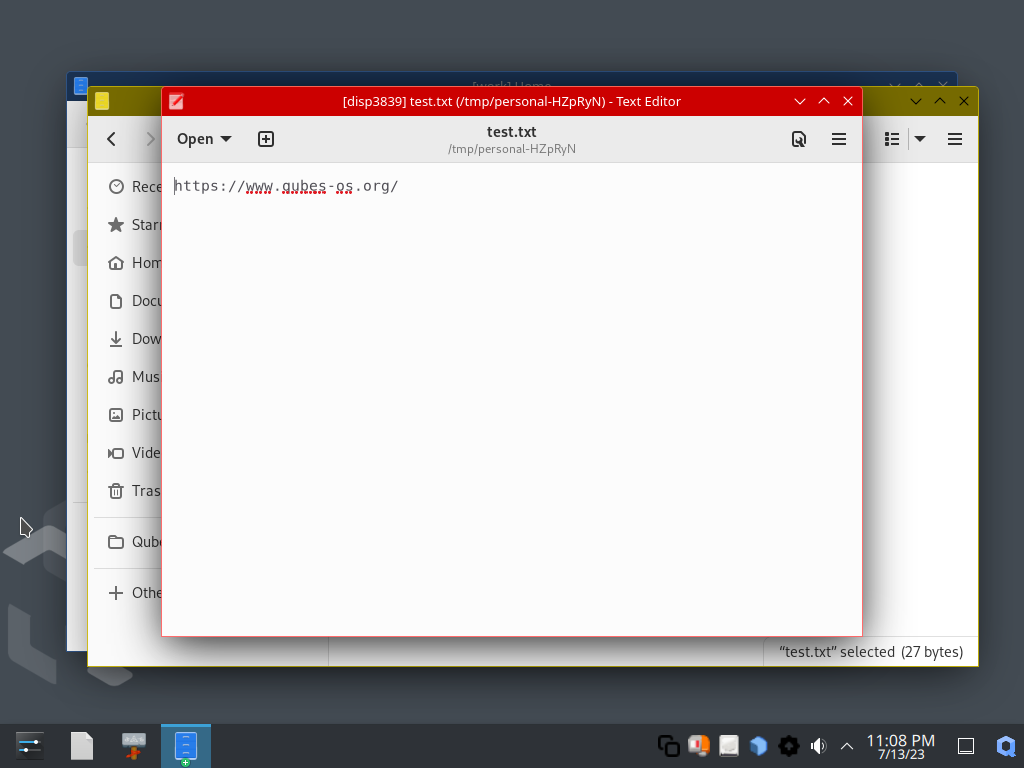 [work] Home
[disp3839] test.txt (/tmp/personal-HZpRyN) - Text Editor
Open
test.txt
/tmp/personal-HZpRyN
https://www.qubes-os.org/
Rece
Starr
Hom
Docu
Dow
Mus
Pictu
Vide
Tras
Qube
Othe
“test.txt” selected (27 bytes)
11:08 PM
7/13/23